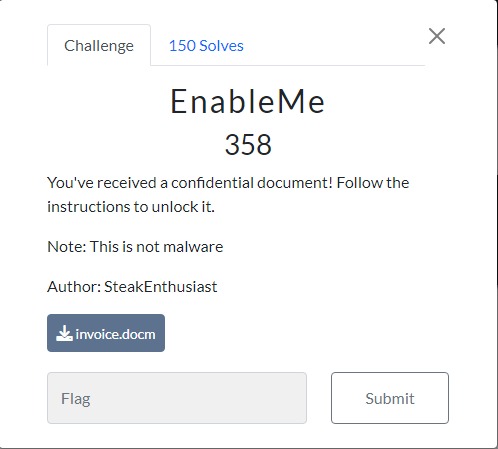 Challenge
150 Solves
EnableMe
358
You've received a confidential document! Follow the
instructions to unlock it.
Note: This is not malware
Author: SteakEnthusiast
invoice.docm
Flag
Submit